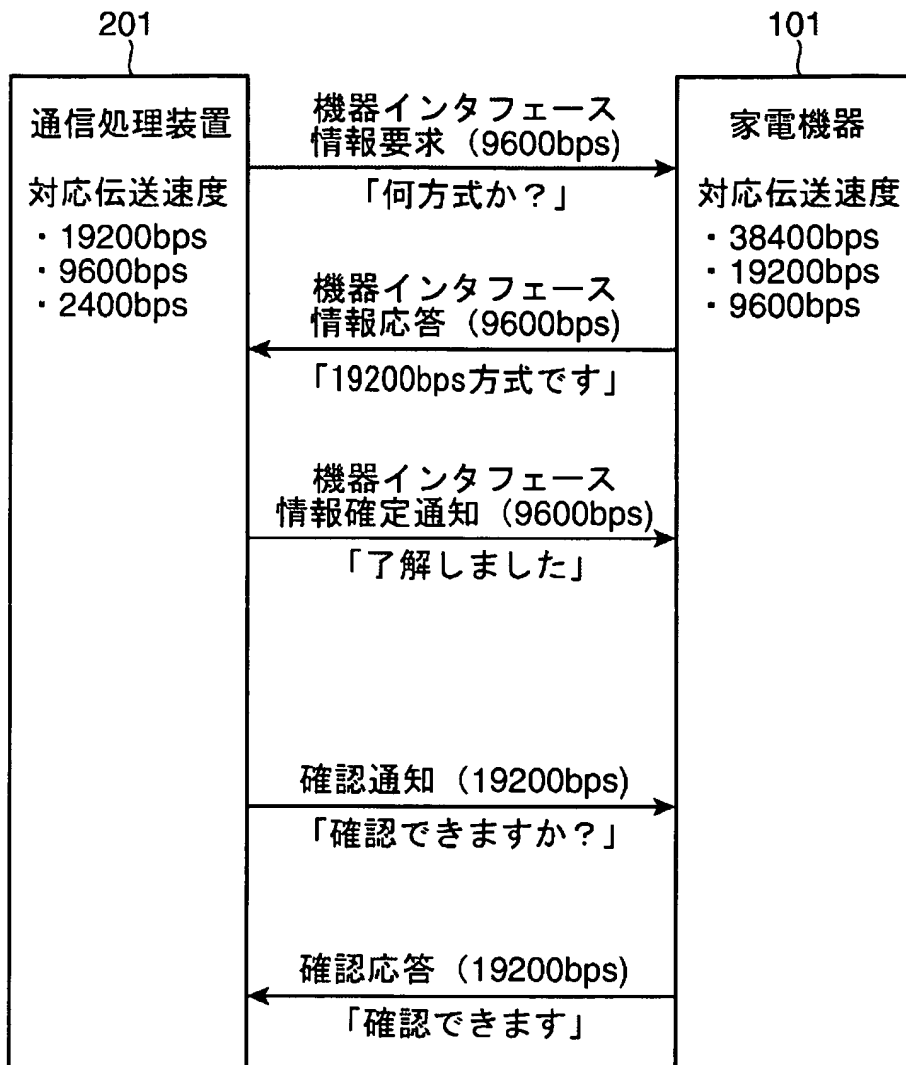 201
101
通信処理装置
対応伝送速度
・19200bps
・9600bps
・2400bps
機器インタフェース
情報要求（9600bps)
「何方式か？」
機器インタフェース
情報応答（9600bps)
「19200bps方式です」
機器インタフェース
情報確定通知（9600bps)
「了解しました」
確認通知（19200bps)
「確認できますか？」
確認応答（19200bps)
「確認できます」
家電機器
対応伝送速度
・38400bps
・19200bps
・9600bps